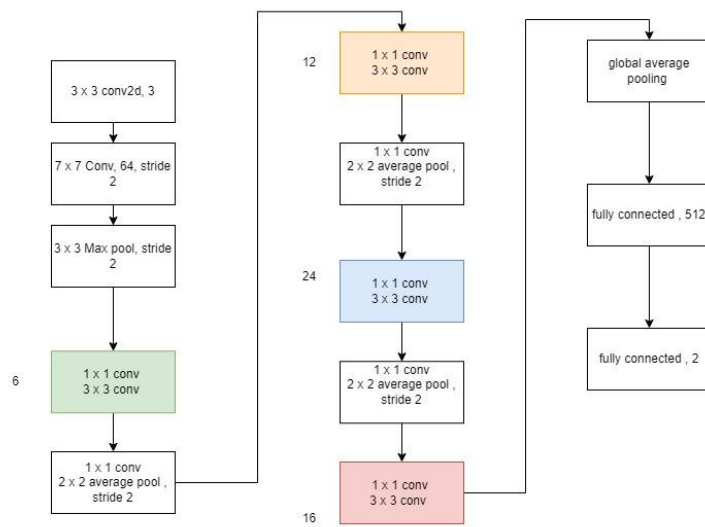 3 x 3 conv2d, 3
7 x 7 Conv, 64, stride
2
3 x 3 Max pool, stride
2
6
1 x 1 conv
3 x 3 conv
1 x 1 conv
2 x 2 average pool ,
stride 2
12
1 x 1 conv
3 x 3 conv
1 x 1 conv
2 x 2 average pool ,
stride 2
24
1 x 1 conv
3 x 3 conv
1 x 1 conv
2 x 2 average pool ,
stride 2
16
1 x 1 conv
3 x 3 conv
global average
pooling
fully connected , 512
fully connected , 2